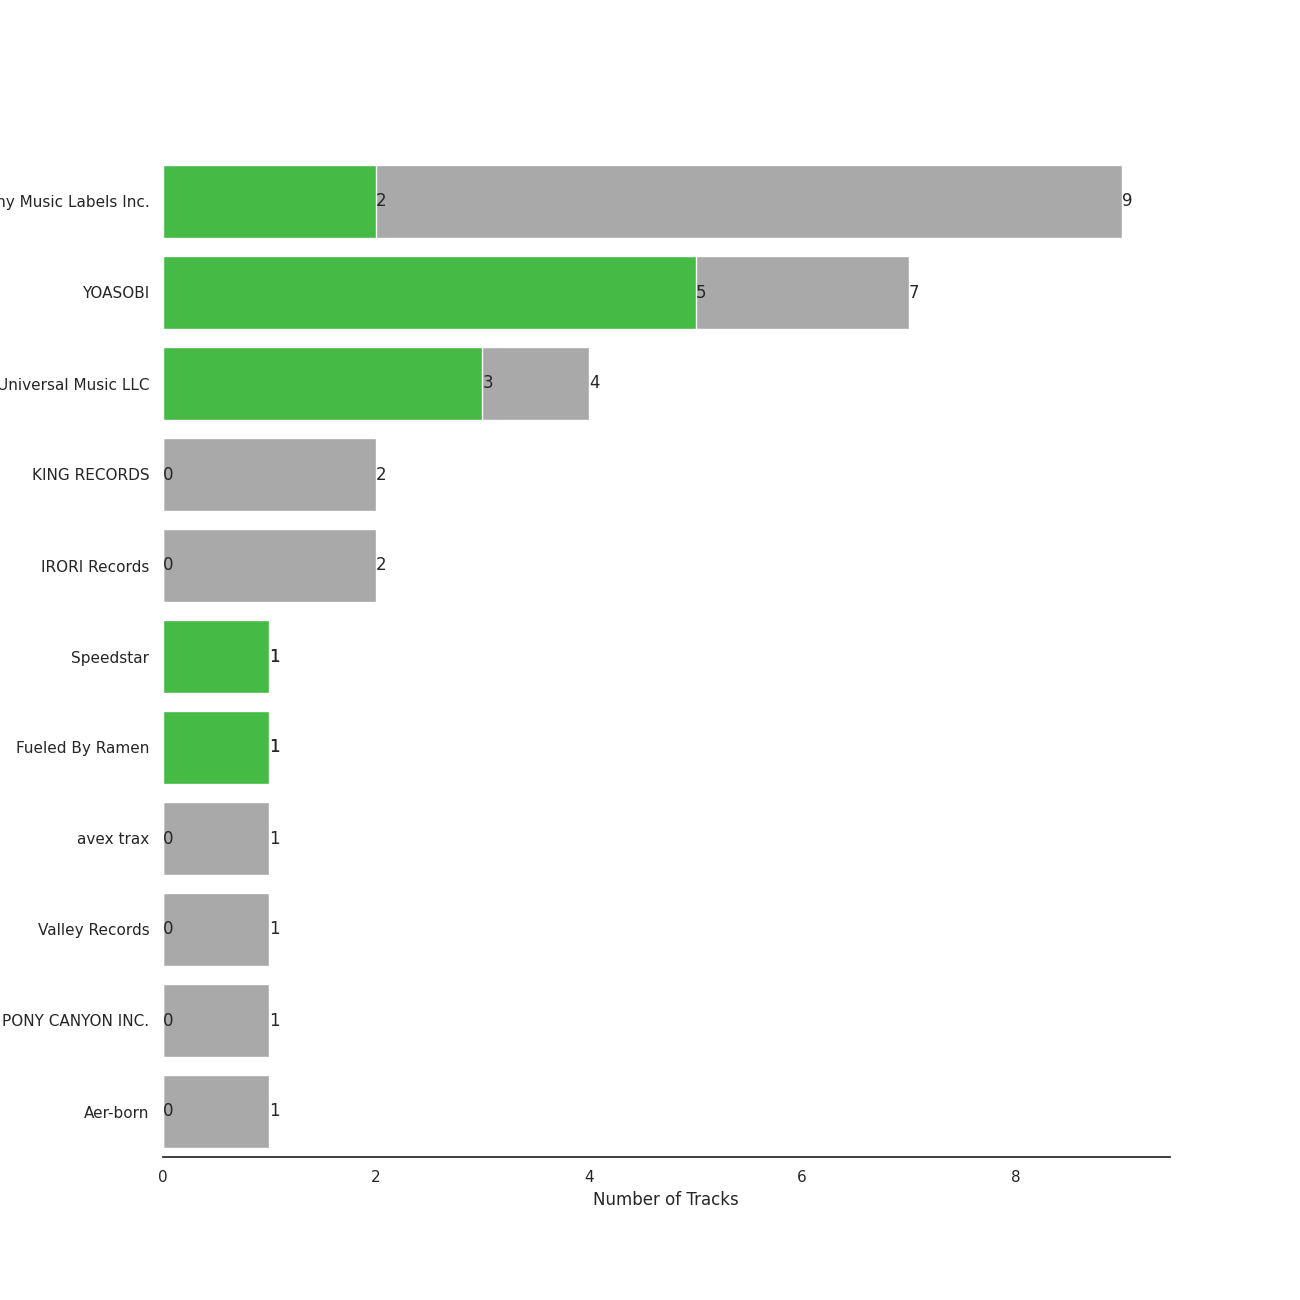 ny Music Labels Inc. 2 9
YOASOBI 5 7
Universal Music LLC 3 4
KING RECORDS 0 2
IRORI Records 0 2
Speedstar 1
Fueled By Ramen 1
avex trax 0 1
Valley Records 0 1
PONY CANYON INC. 0 1
Aer-born 0 1
0 2 4 6 8
Number of Tracks